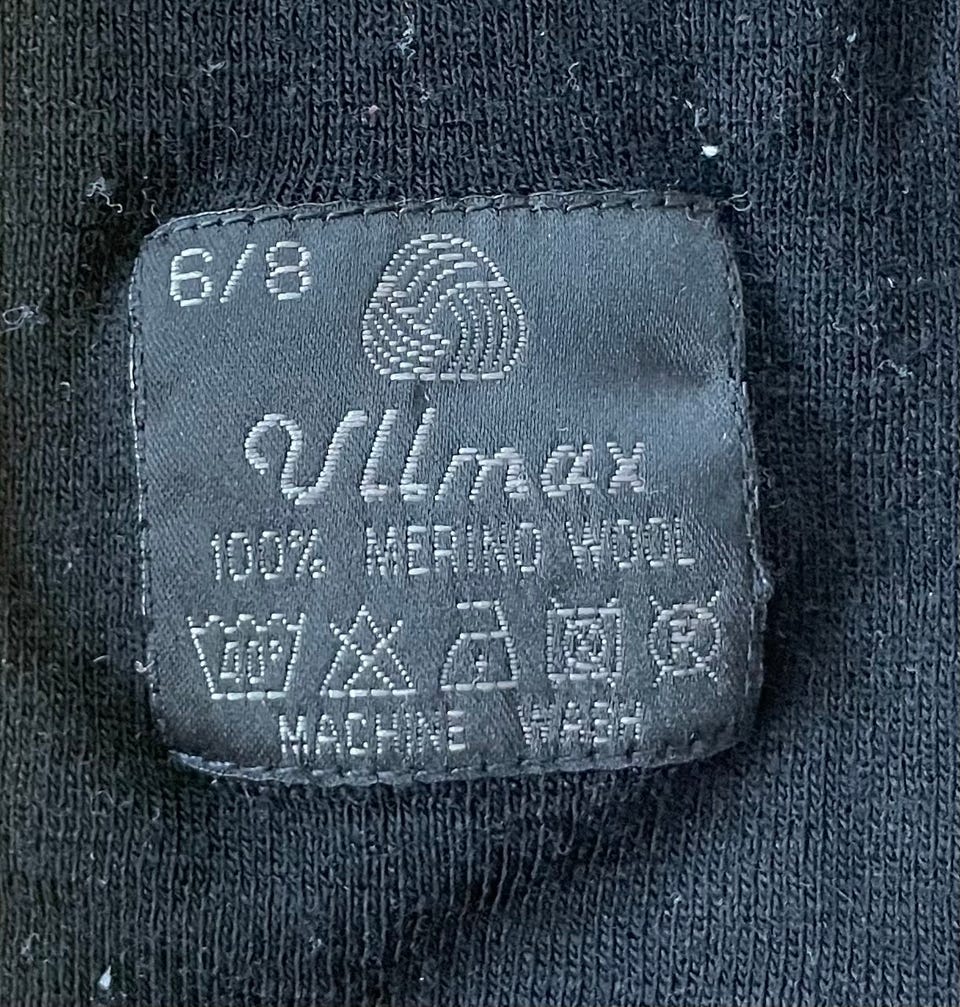 6/8
Ullmax
100% MERINO WOOL
40°
MACHINE WASH